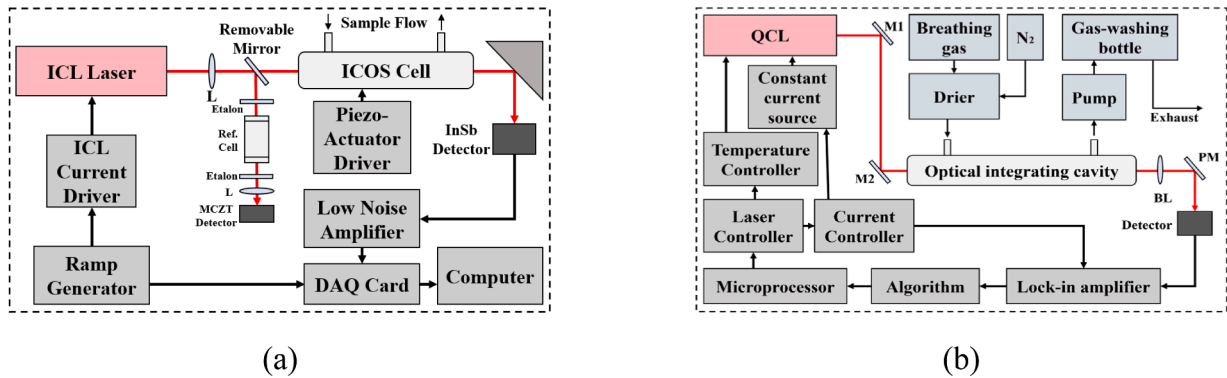 Sample Flow
Removable
Mirror
ICL Laser
L
ICOS Cell
Etalon
Ref.
Cell
Etalon
L
MCZT
Detector
Piezo-
Actuator
Driver
InSb
Detector
ICL
Current
Driver
Low Noise
Amplifier
Ramp
Generator
DAQ Card
Computer
(a)
QCL
M1
Breathing
gas
N2
Gas-washing
bottle
Constant
current
source
Drier
Pump
Exhaust
Temperature
Controller
M2
Optical integrating cavity
PM
BL
Laser
Controller
Current
Controller
Detector
Microprocessor
Algorithm
Lock-in amplifier
(b)